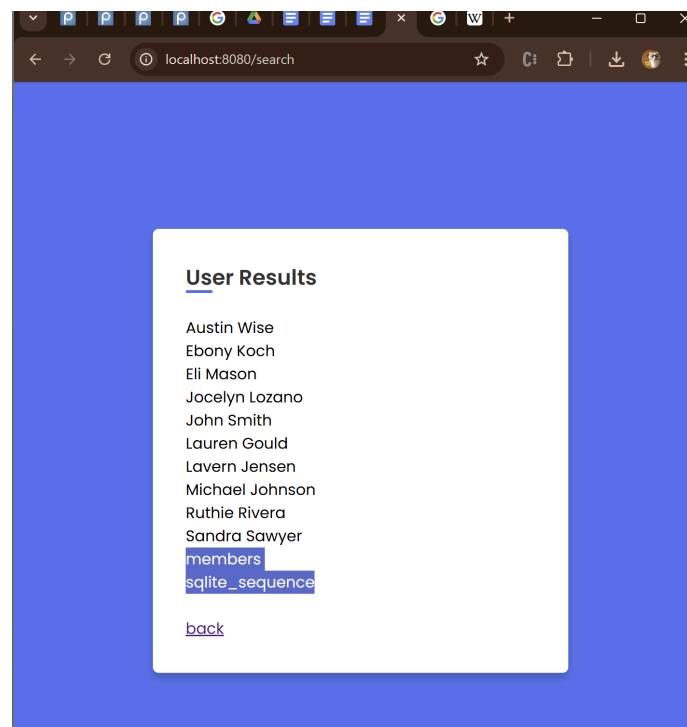 localhost:8080/search
User Results
Austin Wise
Ebony Koch
Eli Mason
Jocelyn Lozano
John Smith
Lauren Gould
Lavern Jensen
Michael Johnson
Ruthie Rivera
Sandra Sawyer
members
sqlite_sequence
back